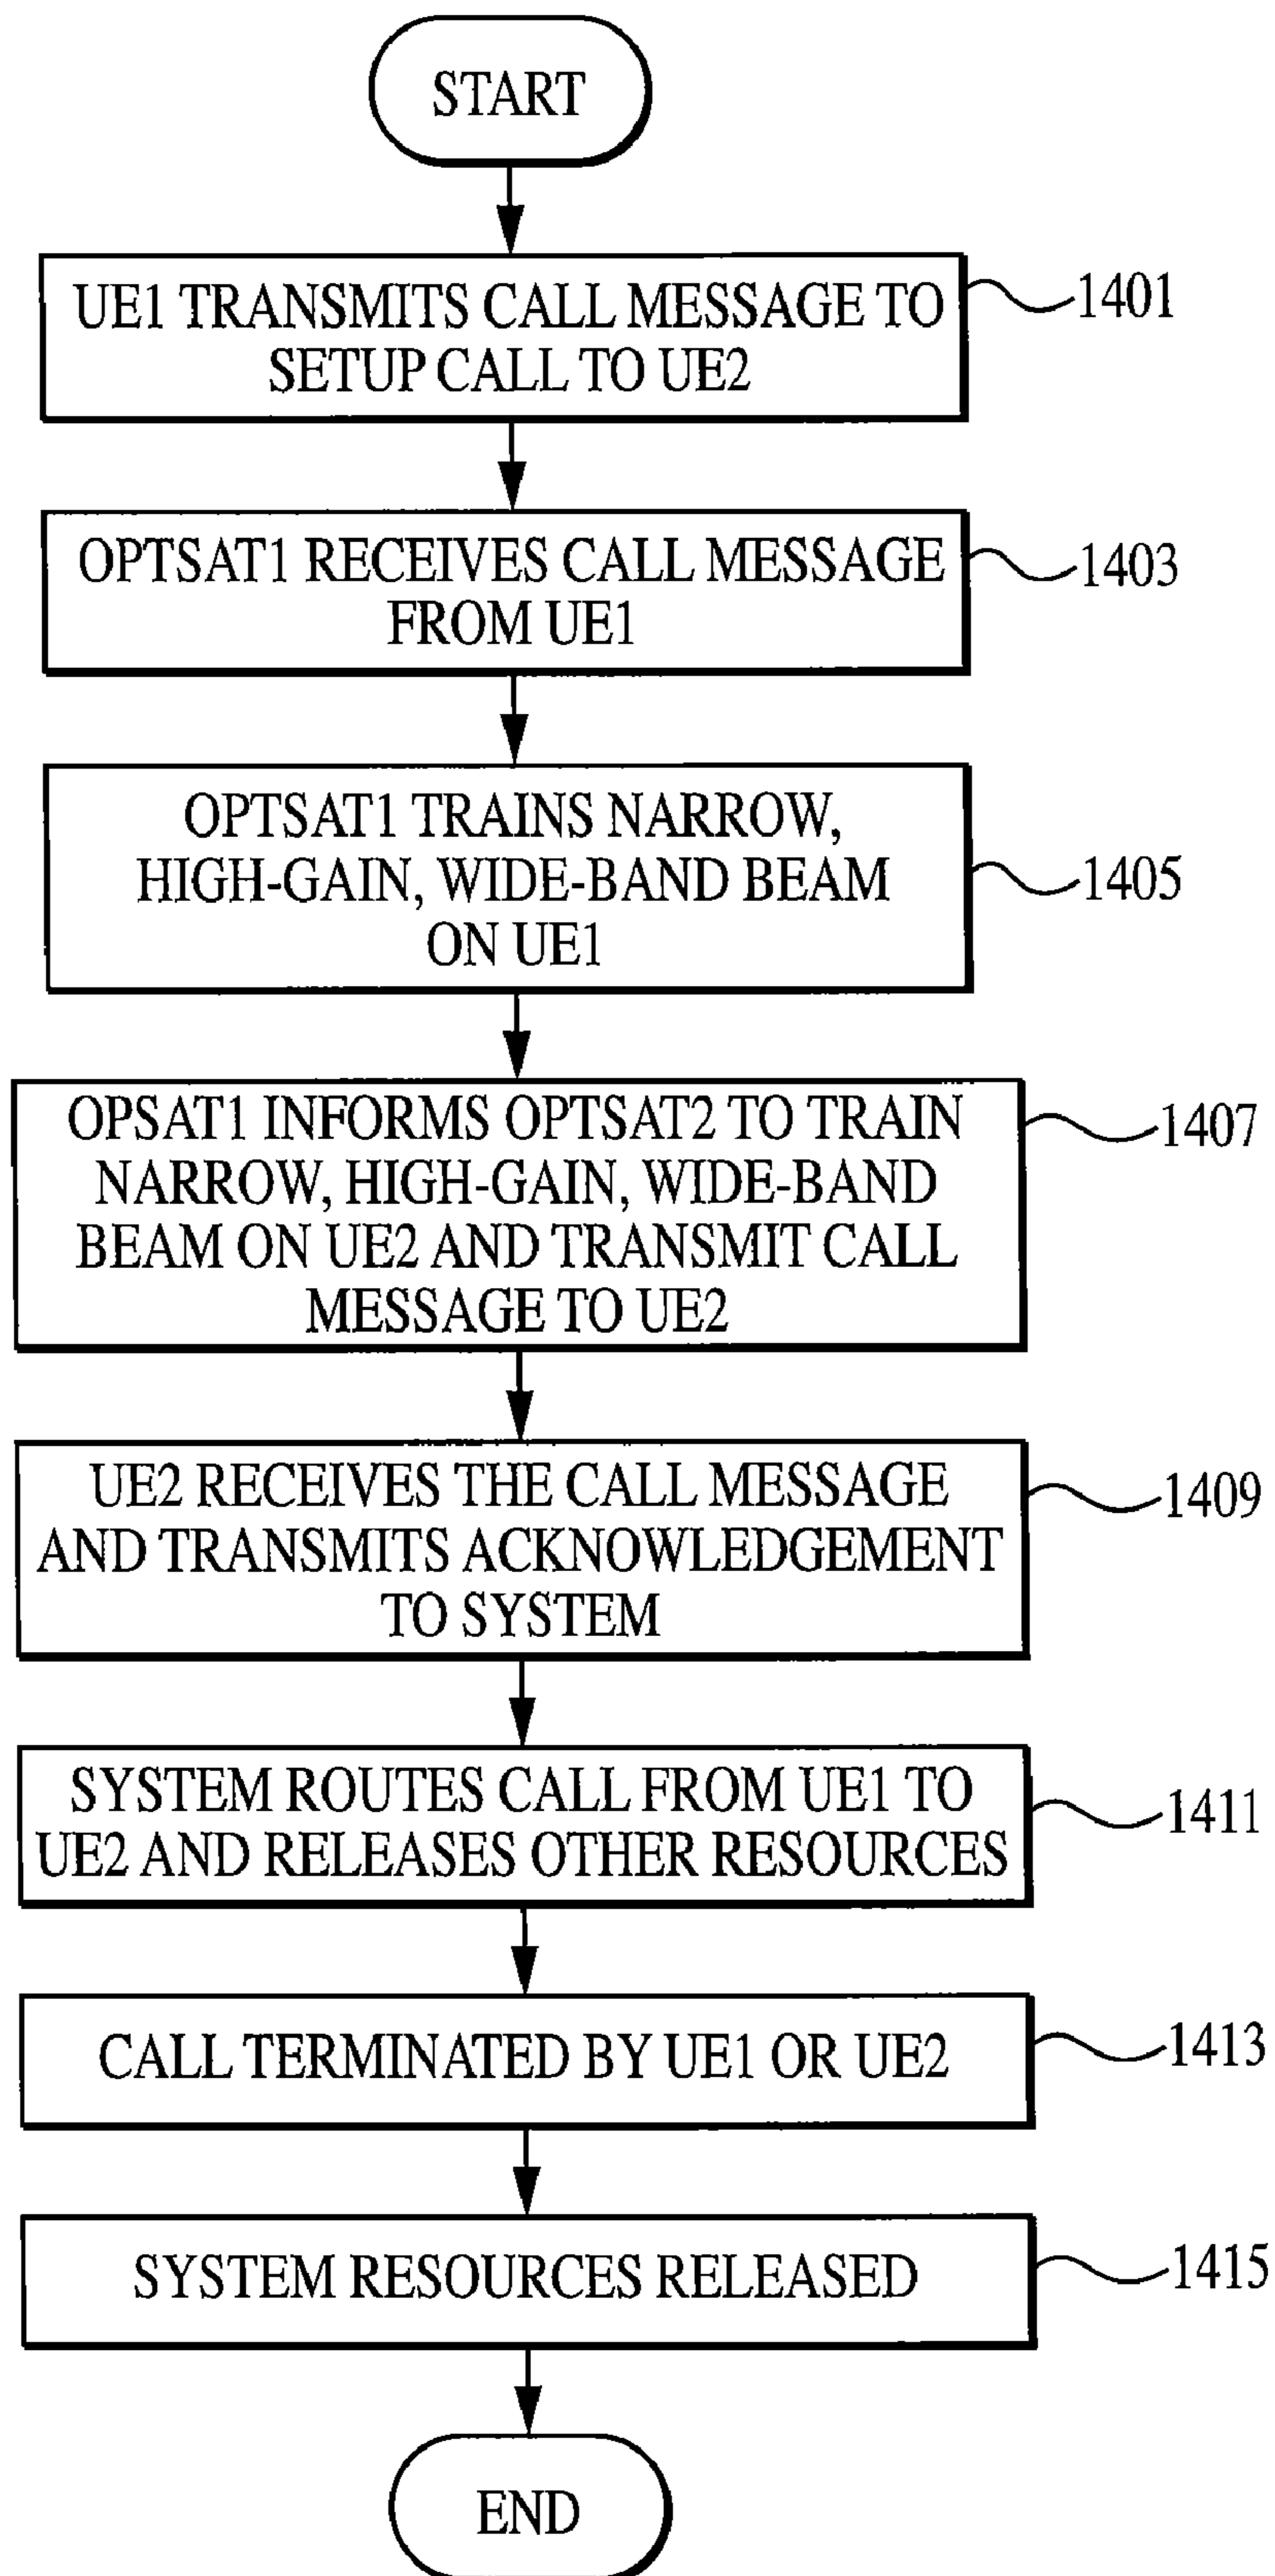 START
UE1 TRANSMITS CALL MESSAGE TO
SETUP CALL TO UE2
1401
OPTSAT1 RECEIVES CALL MESSAGE
FROM UE1
1403
OPTSAT1 TRAINS NARROW,
HIGH-GAIN, WIDE-BAND BEAM
ON UE1
1405
OPSAT1 INFORMS OPTSAT2 TO TRAIN
NARROW, HIGH-GAIN, WIDE-BAND
BEAM ON UE2 AND TRANSMIT CALL
MESSAGE TO UE2
1407
UE2 RECEIVES THE CALL MESSAGE
AND TRANSMITS ACKNOWLEDGEMENT
TO SYSTEM
1409
SYSTEM ROUTES CALL FROM UE1 TO
UE2 AND RELEASES OTHER RESOURCES
1411
CALL TERMINATED BY UE1 OR UE2
1413
SYSTEM RESOURCES RELEASED
1415
END